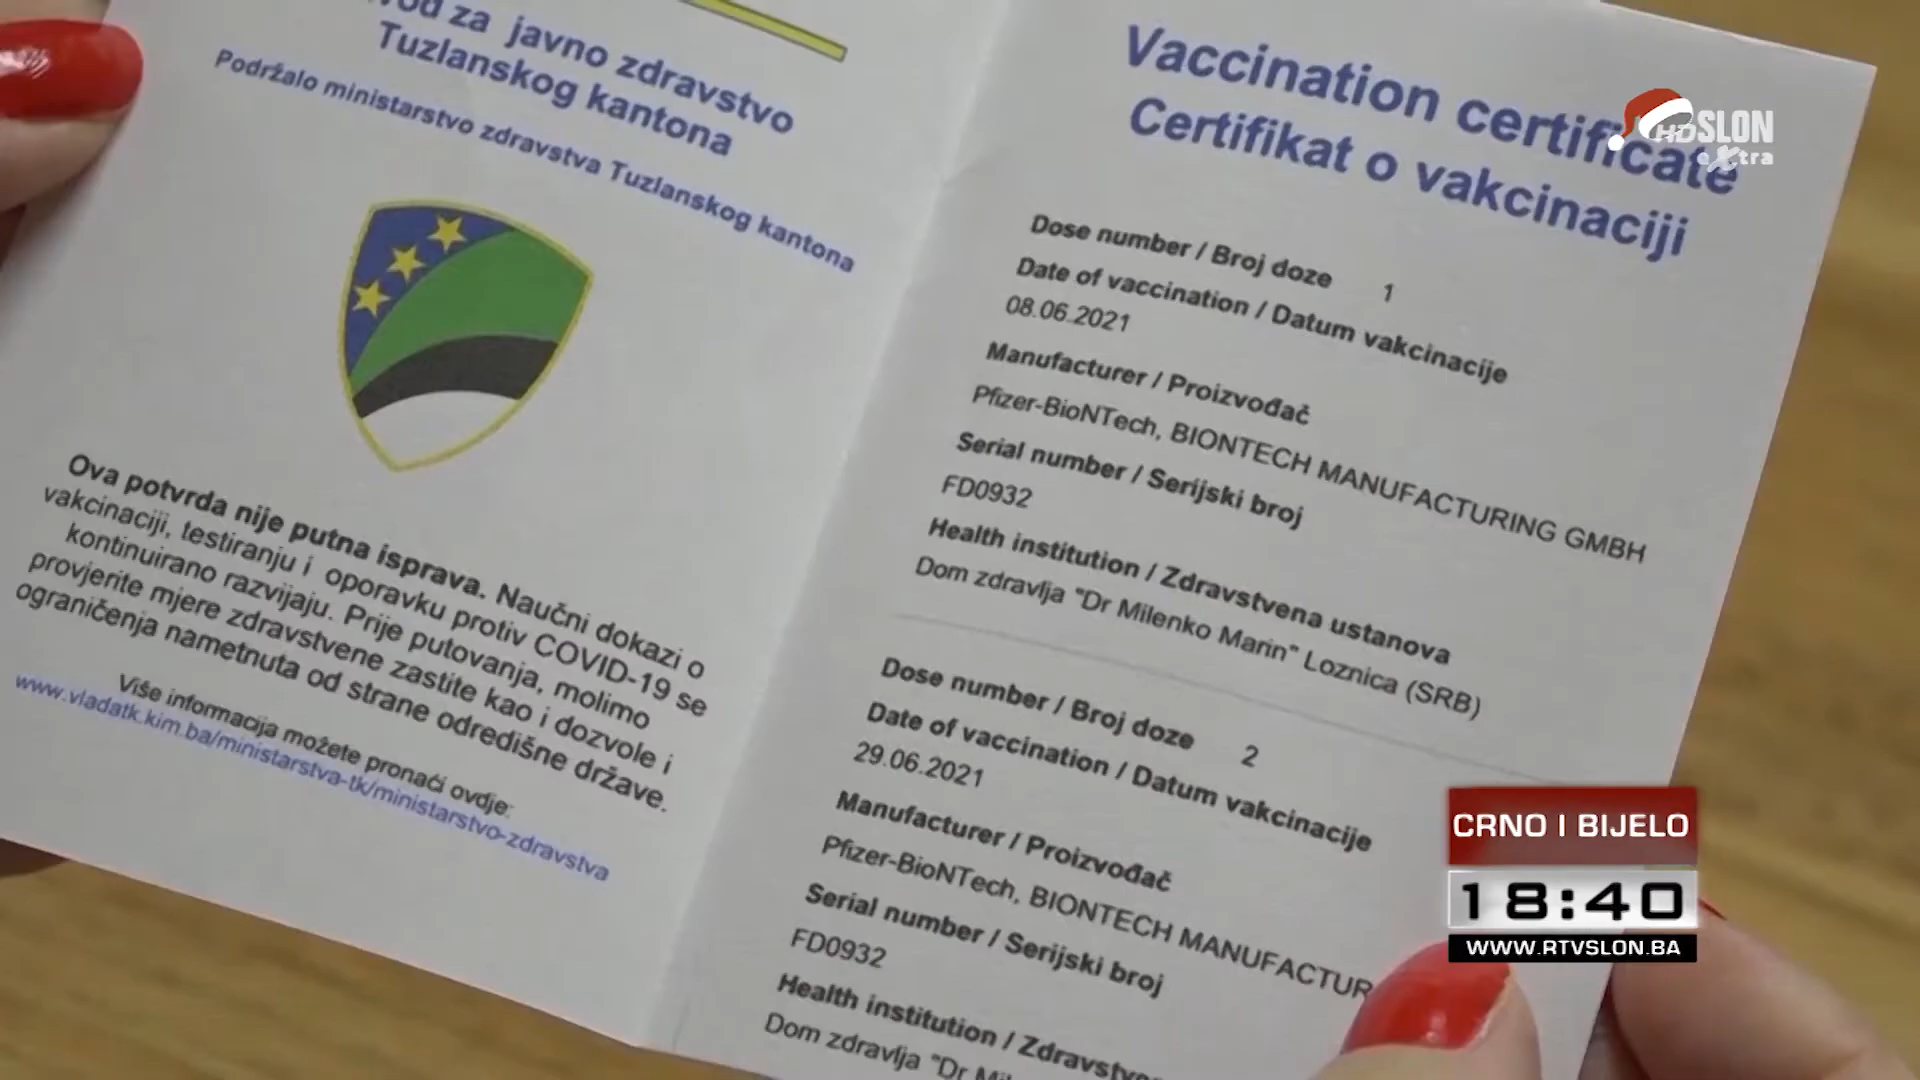 za javno zdravstvo
Tuzlanskog kantona
Podržalo ministarstvo zdravstva Tuzlanskog kantona
Ova potvrda nije putna isprava. Naučni dokazi o
vakcinaciji, testiranju i oporavku protiv COVID-19 se
kontinuirano razvijaju. Prije putovanja, molimo
provjerite mjere zdravstvene zastite kao i dozvole i
ograničenja nametnuta od strane odredišne države.
Više informacija možete pronaći ovdje:
www.vladatk.kim.ba/ministarstva-tk/ministarstvo-zdravstva
Vaccination certificate
Certifikat o vakcinaciji
Dose number / Broj doze 1
Date of vaccination / Datum vakcinacije
08.06.2021
Manufacturer / Proizvođač
Pfizer-BioNTech, BIONTECH MANUFACTURING GMBH
Serial number / Serijski broj
FD0932
Health institution / Zdravstvena ustanova
Dom zdravlja "Dr Milenko Marin" Loznica (SRB)
Dose number / Broj doze 2
Date of vaccination / Datum vakcinacije
29.06.2021
Manufacturer / Proizvođač
Pfizer-BioNTech, BIONTECH MANUFACTUR
Serial number / Serijski broj
FD0932
Health institution / Zdravstve
Dom zdravlja "Dr
HD SLON
extra
CRNO I BIJELO
18:40
WWW.RTVSLON.BA